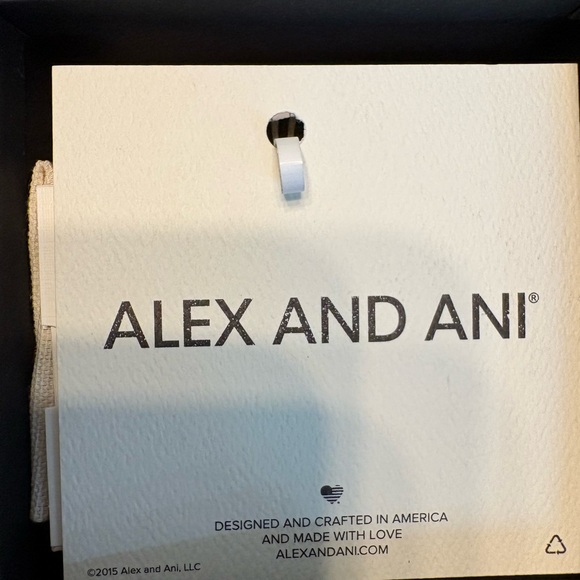 ALEX AND ANI®
DESIGNED AND CRAFTED IN AMERICA
AND MADE WITH LOVE
ALEXANDANI.COM
©2015 Alex and Ani, LLC